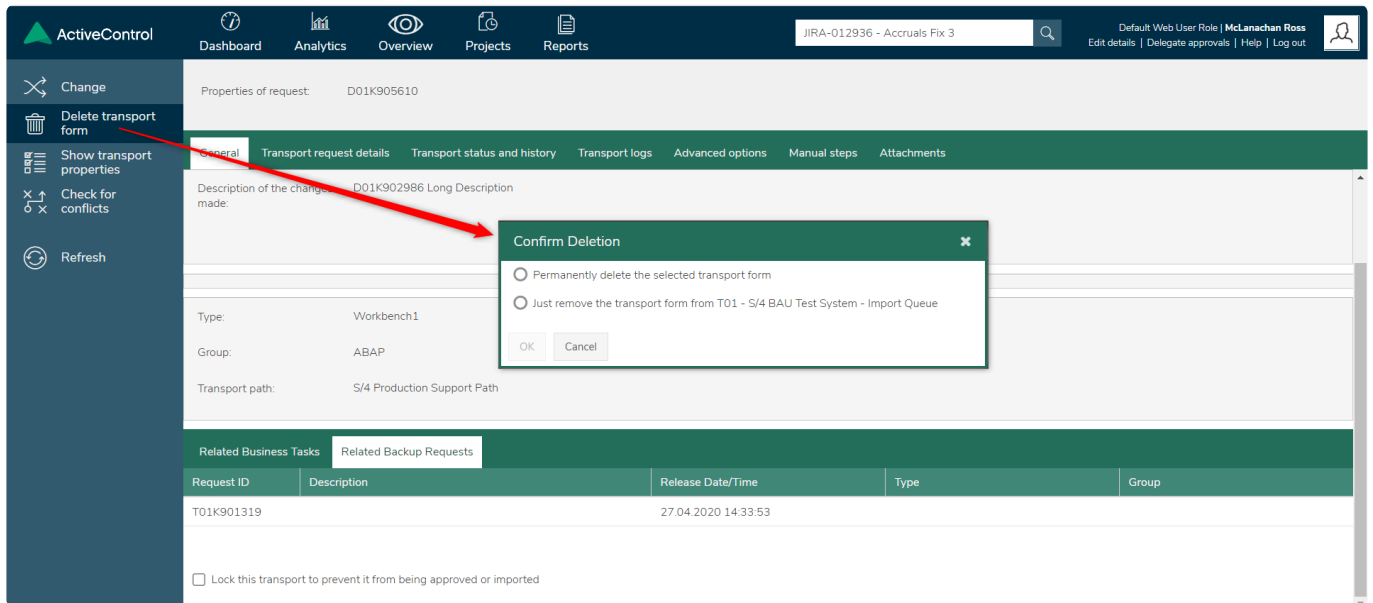 ActiveControl
Dashboard
Analytics
Overview
Projects
Reports
JIRA-012936 - Accruals Fix 3
Default Web User Role | McLanachan Ross
Edit details | Delegate approvals | Help | Log out
Change
Delete transport
form
Show transport
properties
Check for
conflicts
Refresh
Properties of request: D01K905610
General Transport request details Transport status and history Transport logs Advanced options Manual steps Attachments
Description of the changes D01K902986 Long Description
made:
Confirm Deletion
Permanently delete the selected transport form
Just remove the transport form from T01 - S/4 BAU Test System - Import Queue
OK Cancel
Type: Workbench1
Group: ABAP
Transport path: S/4 Production Support Path
Related Business Tasks Related Backup Requests
Request ID Description Release Date/Time Type Group
T01K901319 27.04.2020 14:33:53
Lock this transport to prevent it from being approved or imported